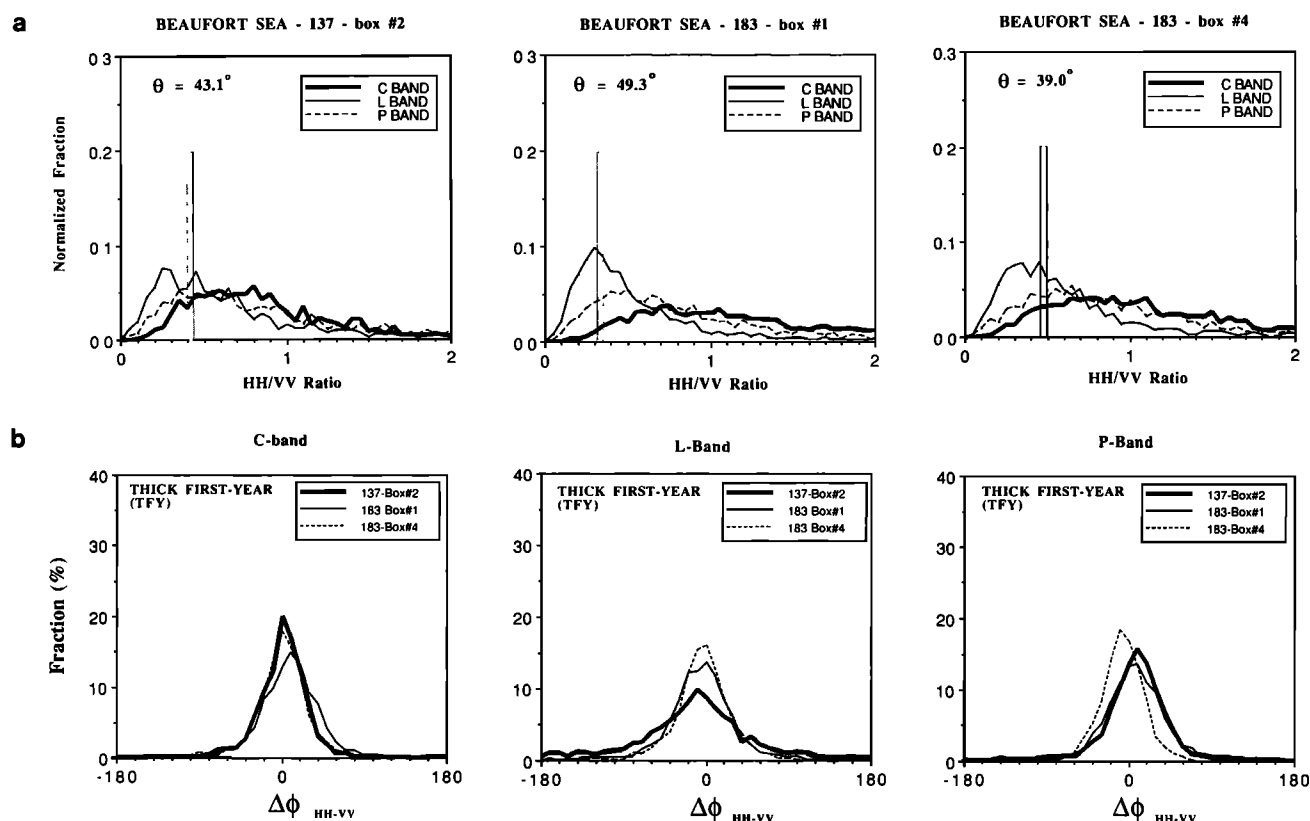 a
BEAUFORT SEA - 137 - box #2
BEAUFORT SEA - 183 - box #1
BEAUFORT SEA - 183 - box #4
Normalized Fraction
0 3
0 2
0 1
0 0
θ = 43.1°
C BAND
L BAND
P BAND
0
1
2
HH/VV Ratio
0 3
0 2
0 1
0 0
θ = 49.3°
C BAND
L BAND
P BAND
0
1
2
HH/VV Ratio
0 3
0 2
0 1
0 0
θ = 39.0°
C BAND
L BAND
P BAND
0
1
2
HH/VV Ratio
b
C-band
L-Band
P-Band
Fraction (%)
40
30
20
10
0
THICK FIRST-YEAR
(TFY)
137-Box#2
183 Box#1
183-Box#4
-180
0
180
Δϕ HH-VV
40
30
20
10
0
THICK FIRST-YEAR
(TFY)
137-Box#2
183 Box#1
183 Box#4
-180
0
180
Δϕ HH-VV
40
30
20
10
0
THICK FIRST-YEAR
(TFY)
137-Box#2
183-Box#1
183-Box#4
-180
0
180
Δϕ HH-VV